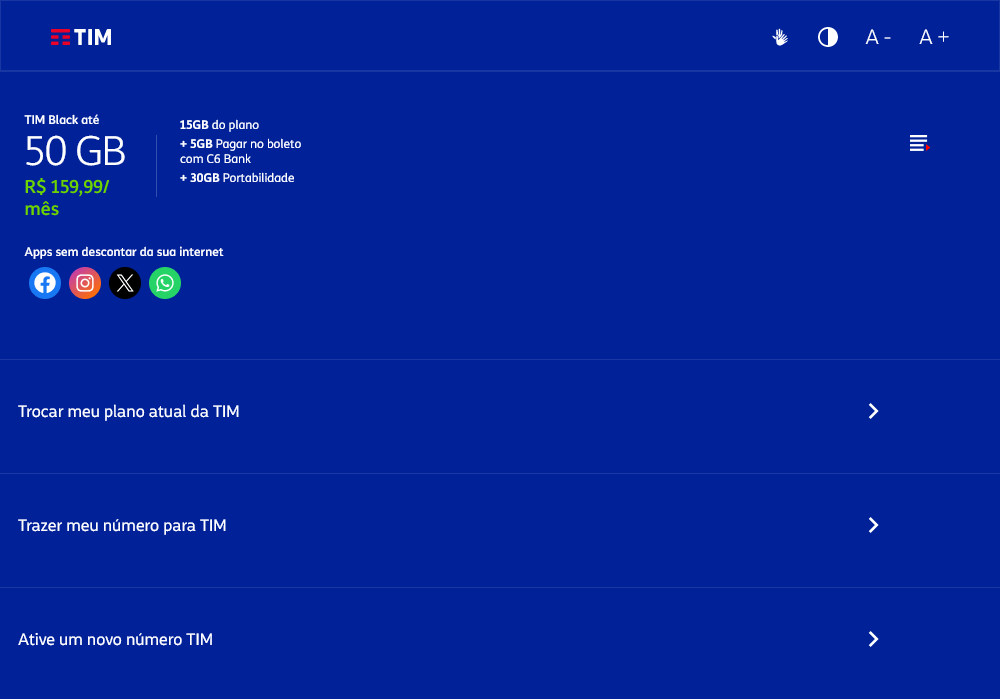 TIM
A - A +
TIM Black até
50 GB
R$ 159,99/
mês
15GB do plano
+ 5GB Pagar no boleto
com C6 Bank
+ 30GB Portabilidade
Apps sem descontar da sua internet
Trocar meu plano atual da TIM
Trazer meu número para TIM
Ative um novo número TIM